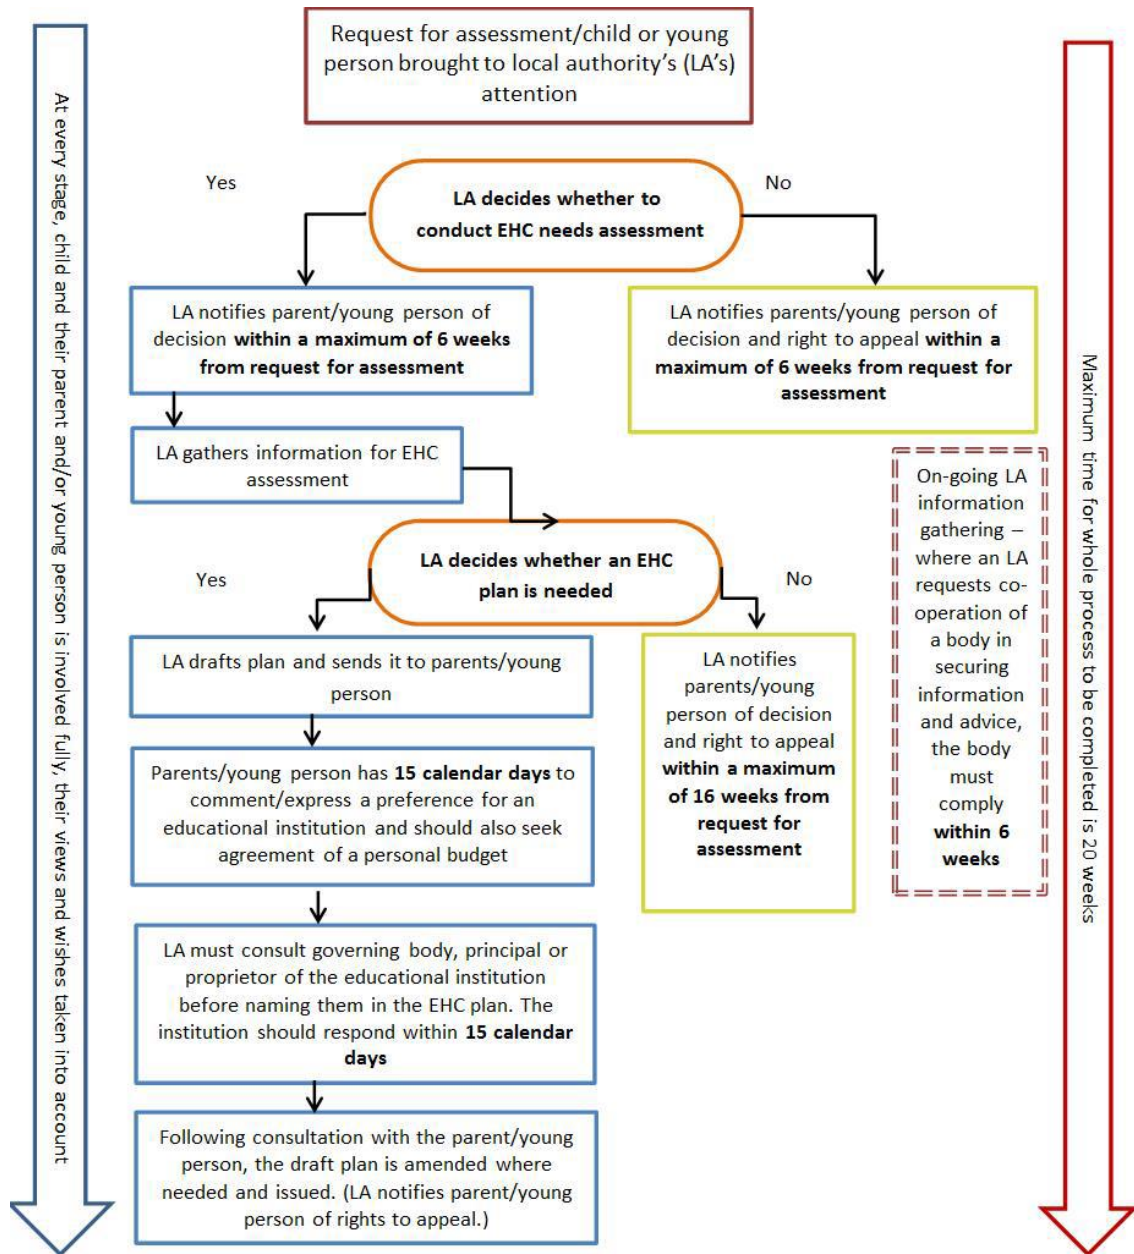 Request for assessment/child or young
person brought to local authority's (LA's)
attention
Yes
No
LA decides whether to
conduct EHC needs assessment
LA notifies parent/young person of
decision within a maximum of 6 weeks
from request for assessment
LA notifies parents/young person of
decision and right to appeal within a
maximum of 6 weeks from request for
assessment
LA gathers information for EHC
assessment
On-going LA
information
gathering –
where an LA
requests co-
operation of
a body in
securing
information
and advice,
the body
must
comply
within 6
weeks
Yes
No
LA decides whether an EHC
plan is needed
LA drafts plan and sends it to parents/young
person
LA notifies
parents/young
person of decision
and right to appeal
within a maximum
of 16 weeks from
request for
assessment
Parents/young person has 15 calendar days to
comment/express a preference for an
educational institution and should also seek
agreement of a personal budget
LA must consult governing body, principal or
proprietor of the educational institution
before naming them in the EHC plan. The
institution should respond within 15 calendar
days
Following consultation with the parent/young
person, the draft plan is amended where
needed and issued. (LA notifies parent/young
person of rights to appeal.)
At every stage, child and their parent and/or young person is involved fully, their views and wishes taken into account
Maximum time for whole process to be completed is 20 weeks